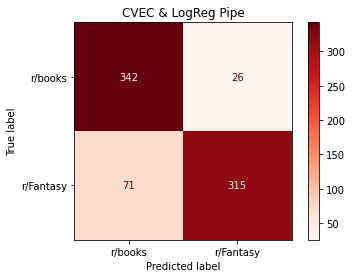 CVEC & LogReg Pipe
True label
r/books
342
26
r/Fantasy
71
315
r/books
r/Fantasy
Predicted label
300
250
200
150
100
50